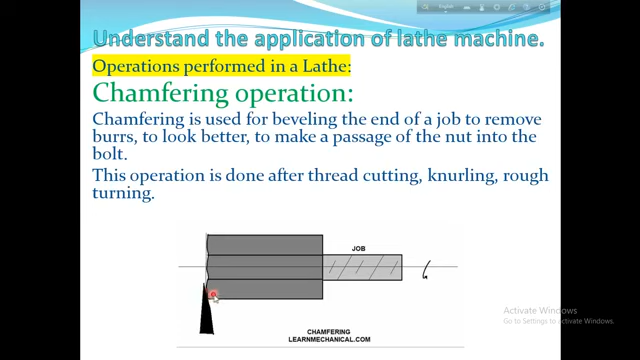 English
Understand the application of lathe machine.
Operations performed in a Lathe:
Chamfering operation:
Chamfering is used for beveling the end of a job to remove
burrs, to look better, to make a passage of the nut into the
bolt.
This operation is done after thread cutting, knurling, rough
turning.
JOB
CHAMFERING
LEARNMECHANICAL.COM
Activate Windows
Go to Settings to activate Windows.